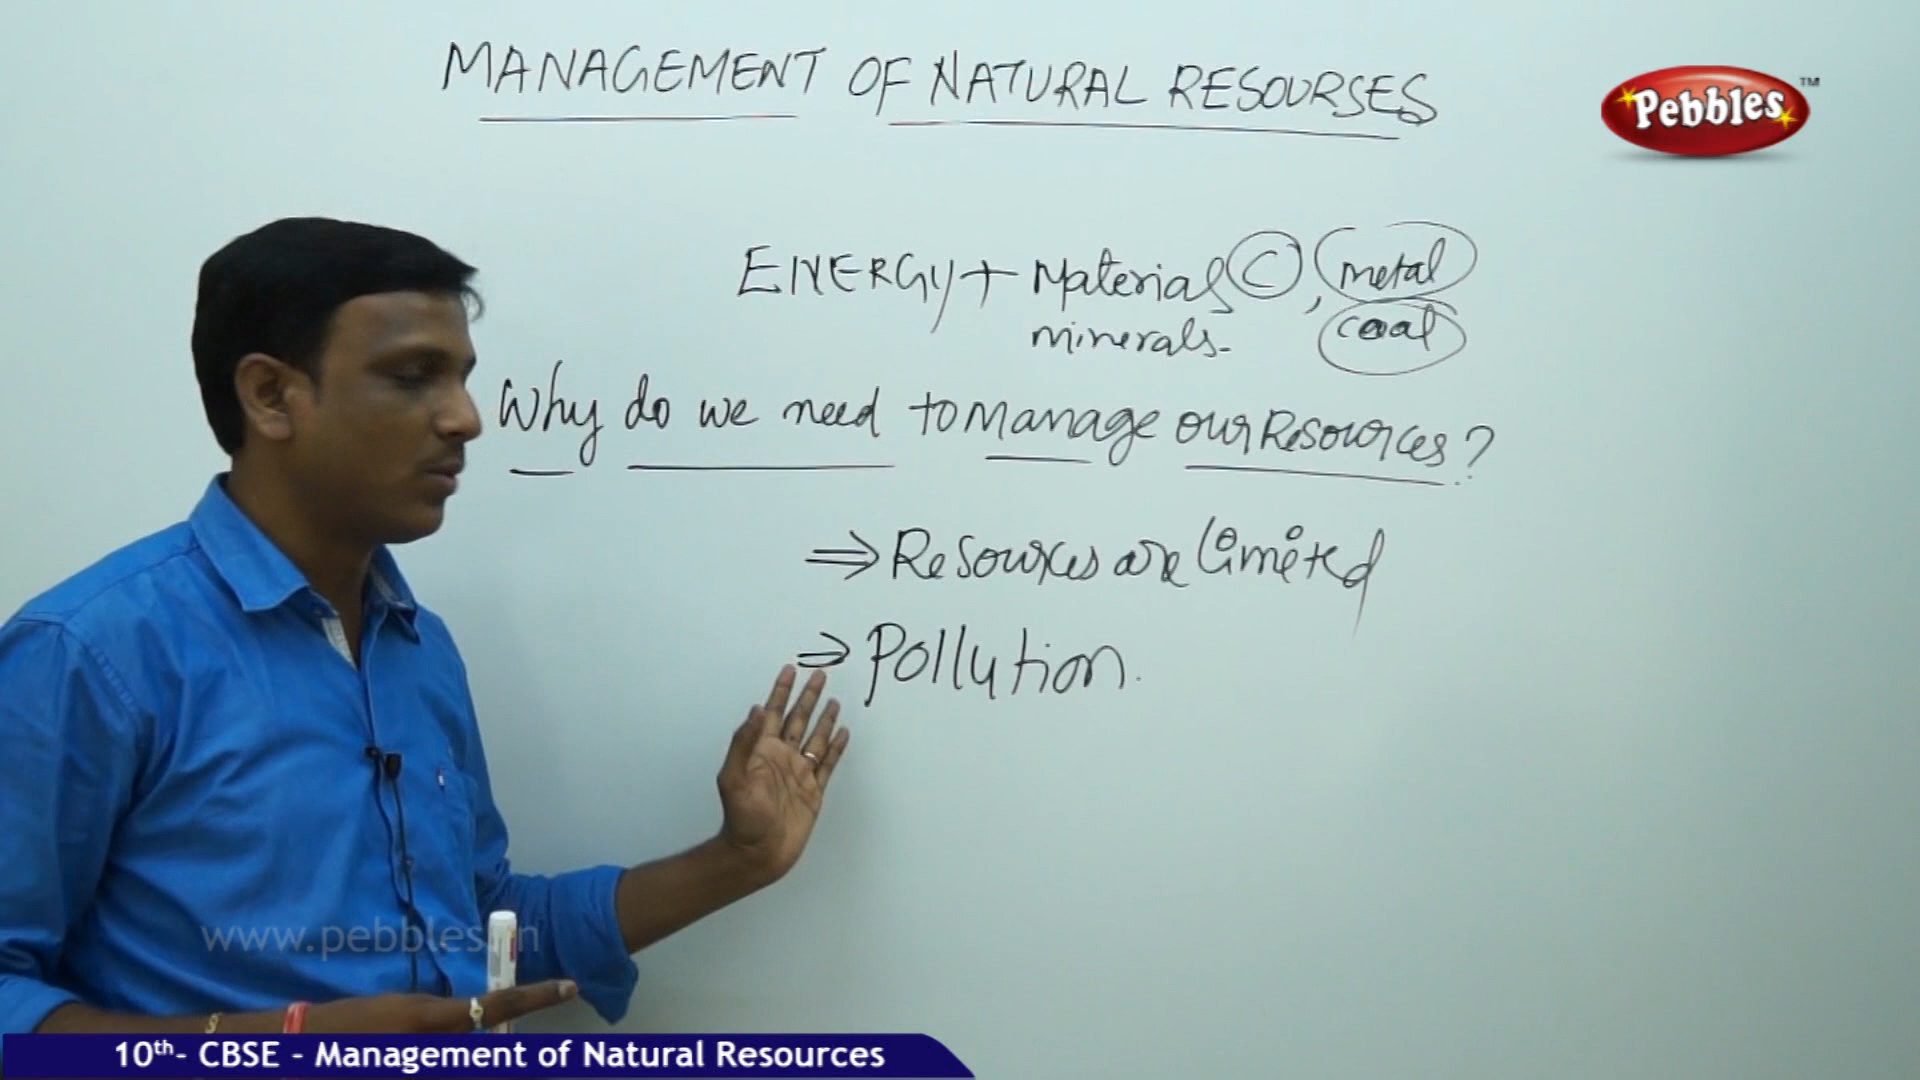 MANAGEMENT OF NATURAL RESOURSES
Pebbles™
ENERGY + Materials C, metal
minerals. coal
Why do we need to manage our Resources?
⇒ Resources are limited
⇒ Pollution.
www.pebbles.in
10th- CBSE - Management of Natural Resources